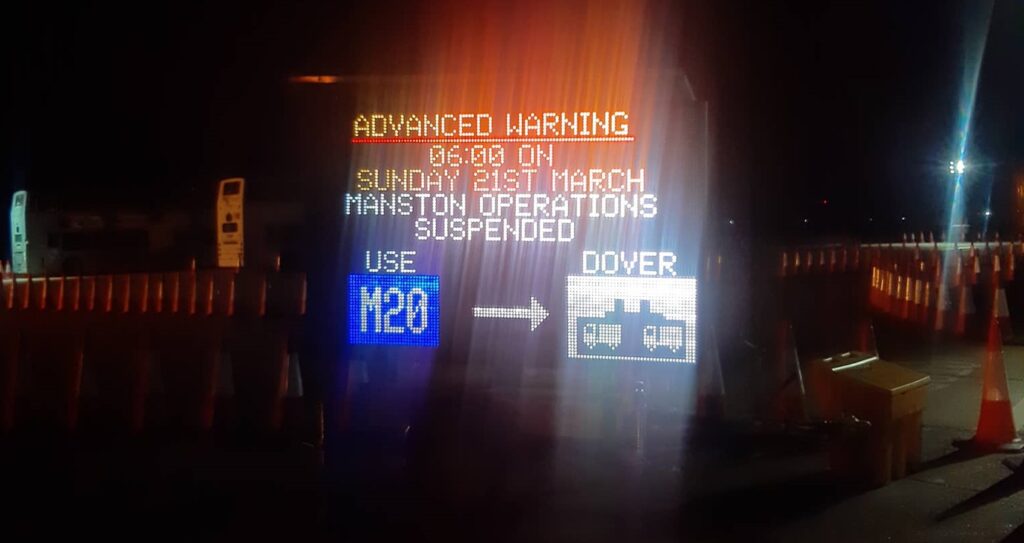 ADVANCED WARNING
06:00 ON
SUNDAY 21ST MARCH
MANSTON OPERATIONS
SUSPENDED
USE DOVER
M20